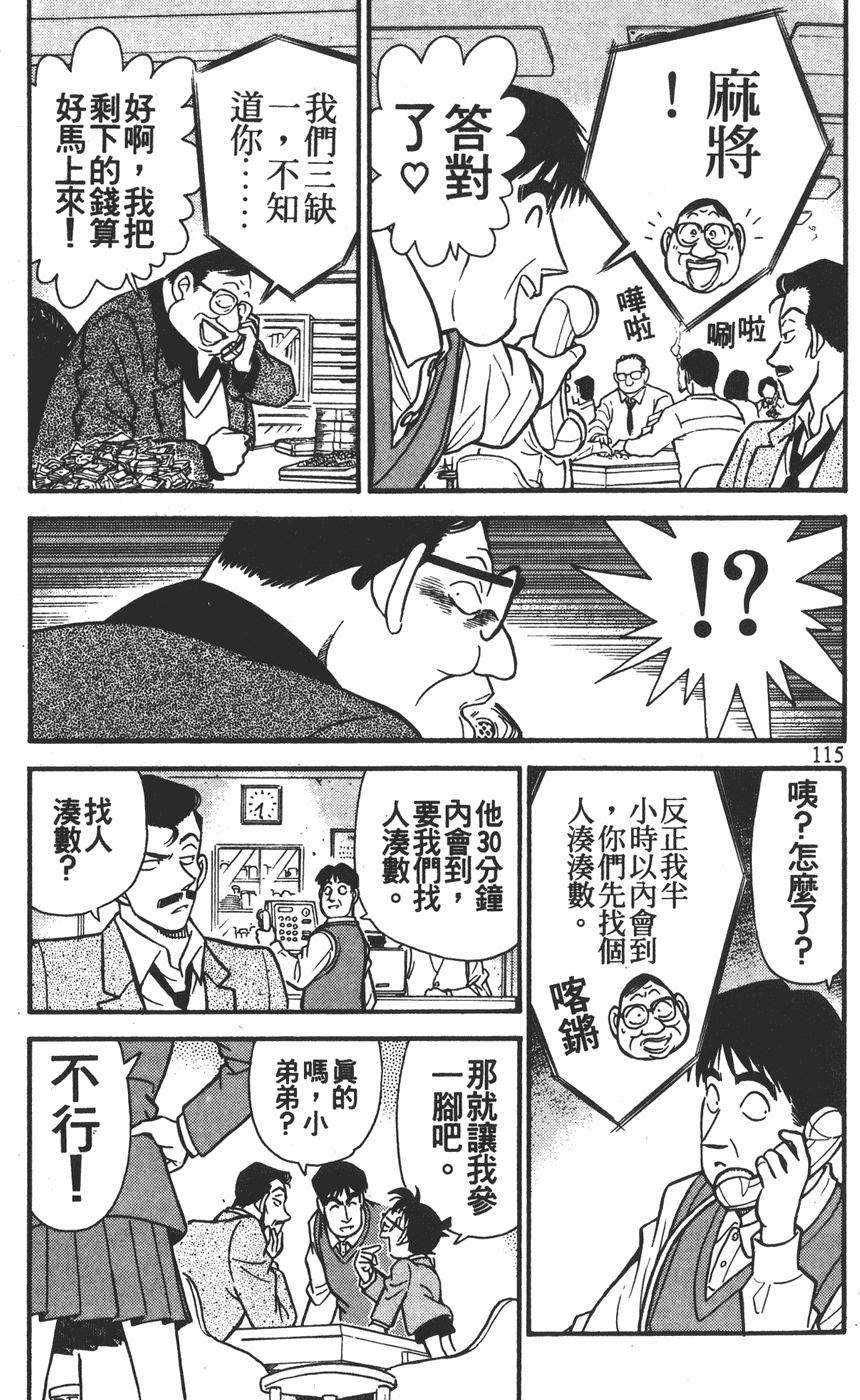 麻將
！
答對
了♡
嘩啦
唰啦
我們三缺
一，不知
道你……
好啊，我把
剩下的錢算
好馬上來！
！？
115
咦？怎麼了？
反正我半
小時以內會到
，你們先找個
人湊湊數。
喀鏘
他30分鐘
內會到，
要我們找
人湊數。
找人
湊數？
那就讓我參
一腳吧。
眞的
嗎，小
弟弟？
不行！